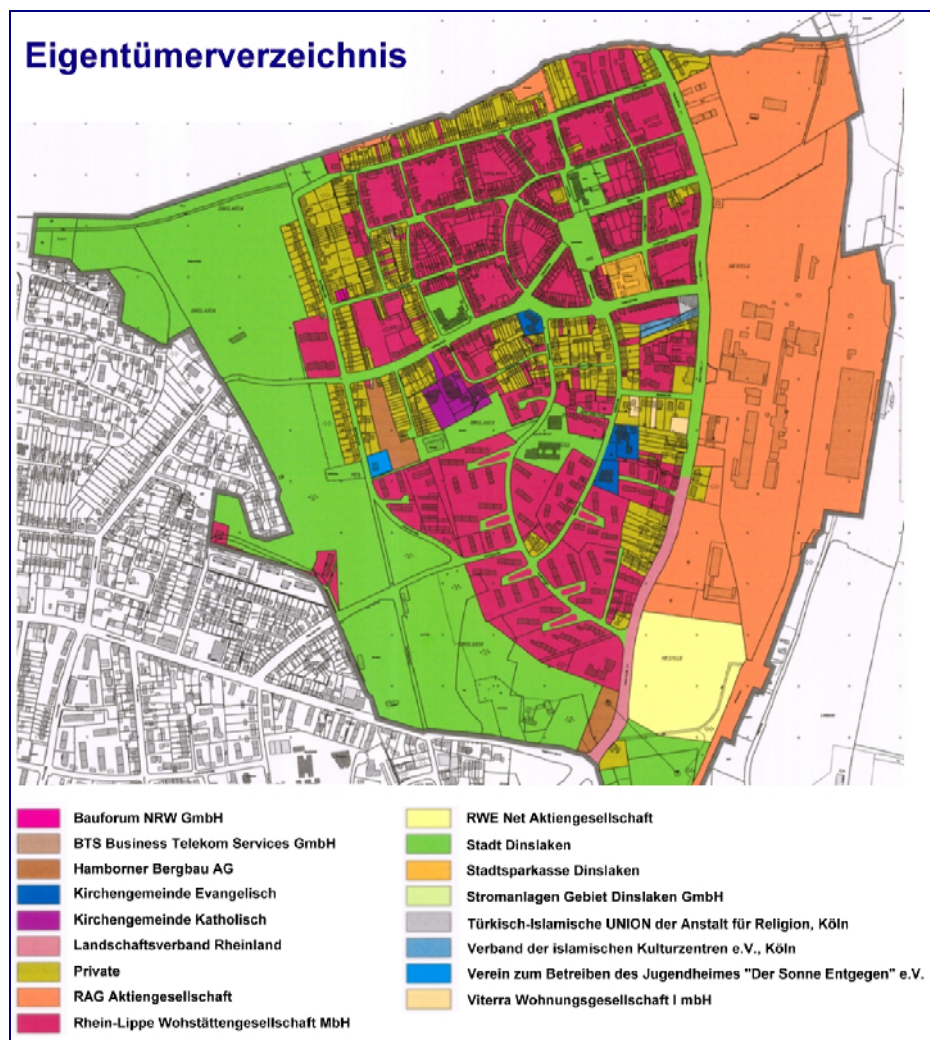 Eigentümerverzeichnis
Bauforum NRW GmbH
BTS Business Telekom Services GmbH
Hamborner Bergbau AG
Kirchengemeinde Evangelisch
Kirchengemeinde Katholisch
Landschaftsverband Rheinland
Private
RAG Aktiengesellschaft
Rhein-Lippe Wohstättengesellschaft MbH
RWE Net Aktiengesellschaft
Stadt Dinslaken
Stadtsparkasse Dinslaken
Stromanlagen Gebiet Dinslaken GmbH
Türkisch-Islamische UNION der Anstalt für Religion, Köln
Verband der islamischen Kulturzentren e.V., Köln
Verein zum Betreiben des Jugendheimes "Der Sonne Entgegen" e.V.
Viterra Wohnungsgesellschaft I mbH